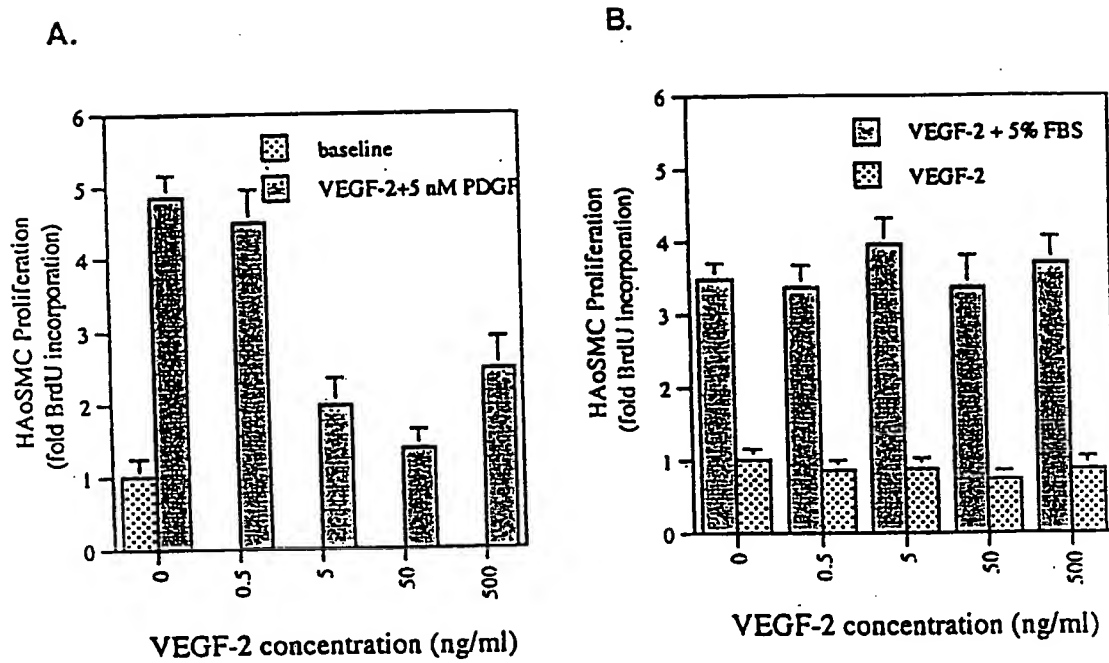 A.
HAoSMC Proliferation
(fold BrdU incorporation)
6
5
4
3
2
1
0
baseline
VEGF-2+5 nM PDGF
0
0.5
5
50
500
VEGF-2 concentration (ng/ml)
B.
HAoSMC Proliferation
(fold BrdU incorporation)
6
5
4
3
2
1
0
VEGF-2 + 5% FBS
VEGF-2
0
0.5
5
50
500
VEGF-2 concentration (ng/ml)